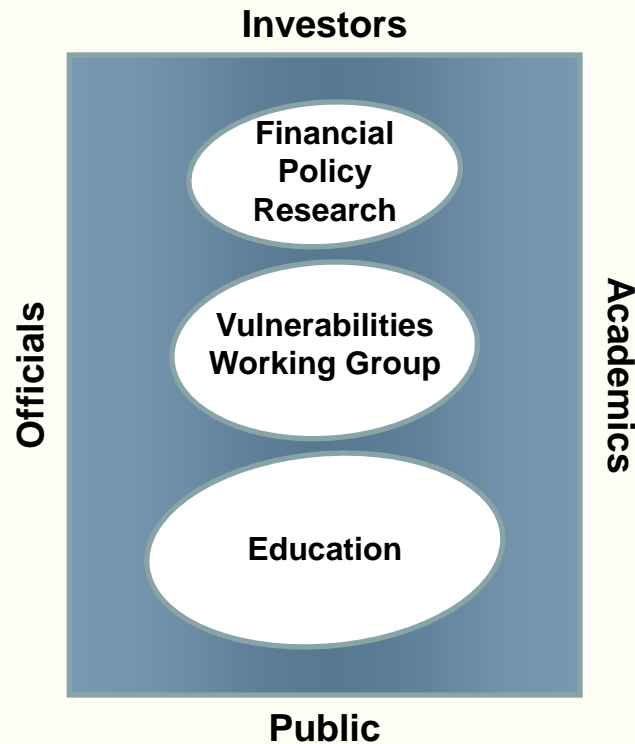 Investors
Financial
Policy
Research
Vulnerabilities
Working Group
Education
Officials
Academics
Public